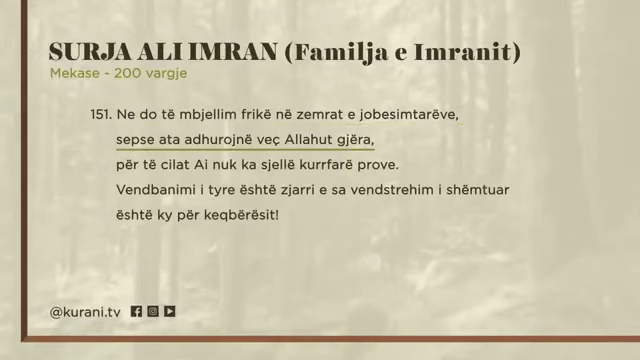 SURJA ALI IMRAN (Familja e Imranit)
Mekase - 200 vargje
151. Ne do të mbjellim frikë në zemrat e jobesimtarëve,
sepse ata adhurojnë veç Allahut gjëra,
për të cilat Ai nuk ka sjellë kurrfarë prove.
Vendbanimi i tyre është zjarri e sa vendstrehim i shëmtuar
është ky për keqbërësit!
@kurani.tv